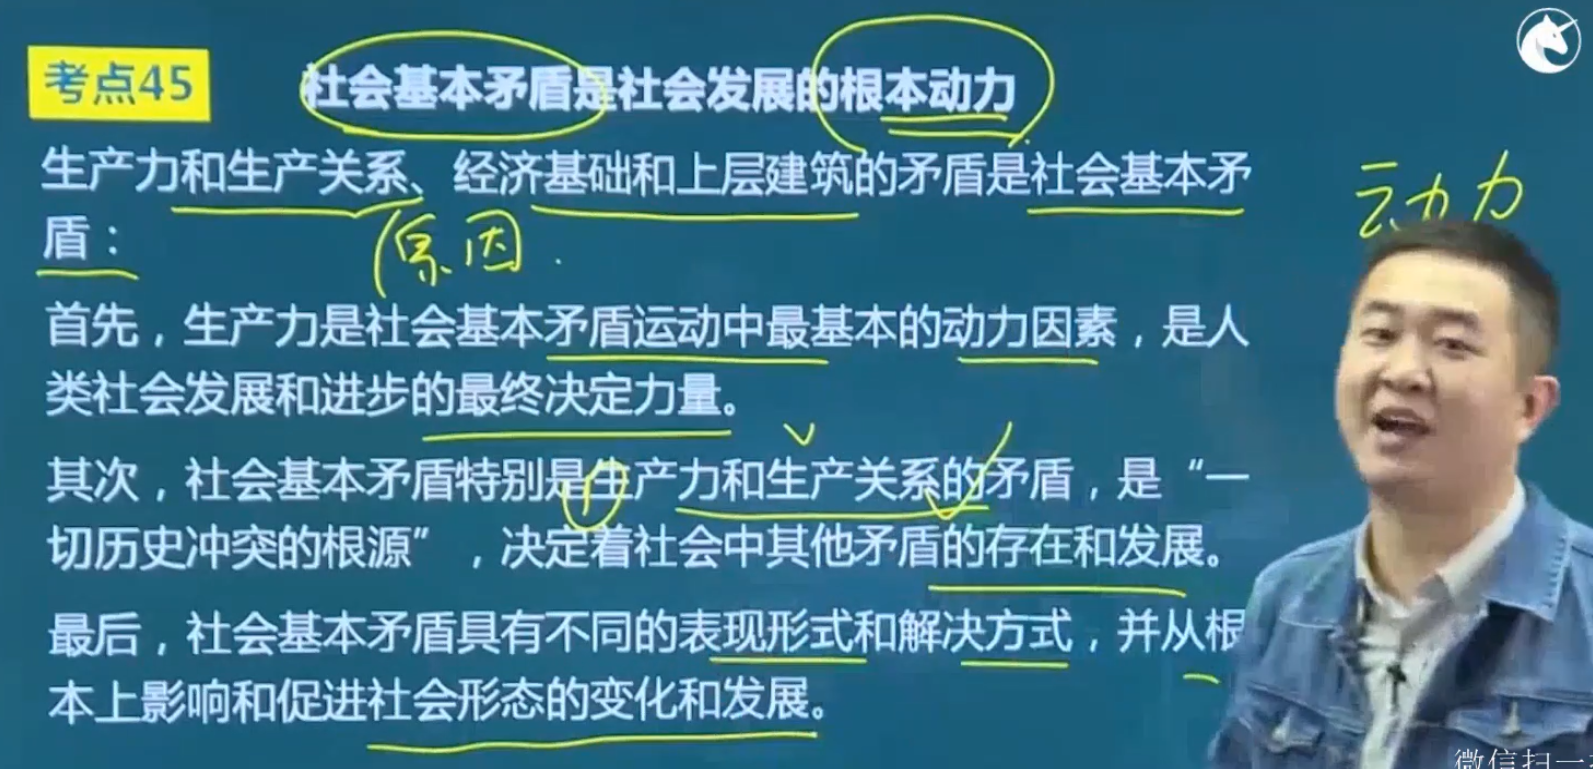 考点45
社会基本矛盾是社会发展的根本动力
生产力和生产关系、经济基础和上层建筑的矛盾是社会基本矛
盾：
动力
原因
首先，生产力是社会基本矛盾运动中最基本的动力因素，是人
类社会发展和进步的最终决定力量。
其次，社会基本矛盾特别是生产力和生产关系的矛盾，是“一
切历史冲突的根源”，决定着社会中其他矛盾的存在和发展。
最后，社会基本矛盾具有不同的表现形式和解决方式，并从根
本上影响和促进社会形态的变化和发展。
微信扫一